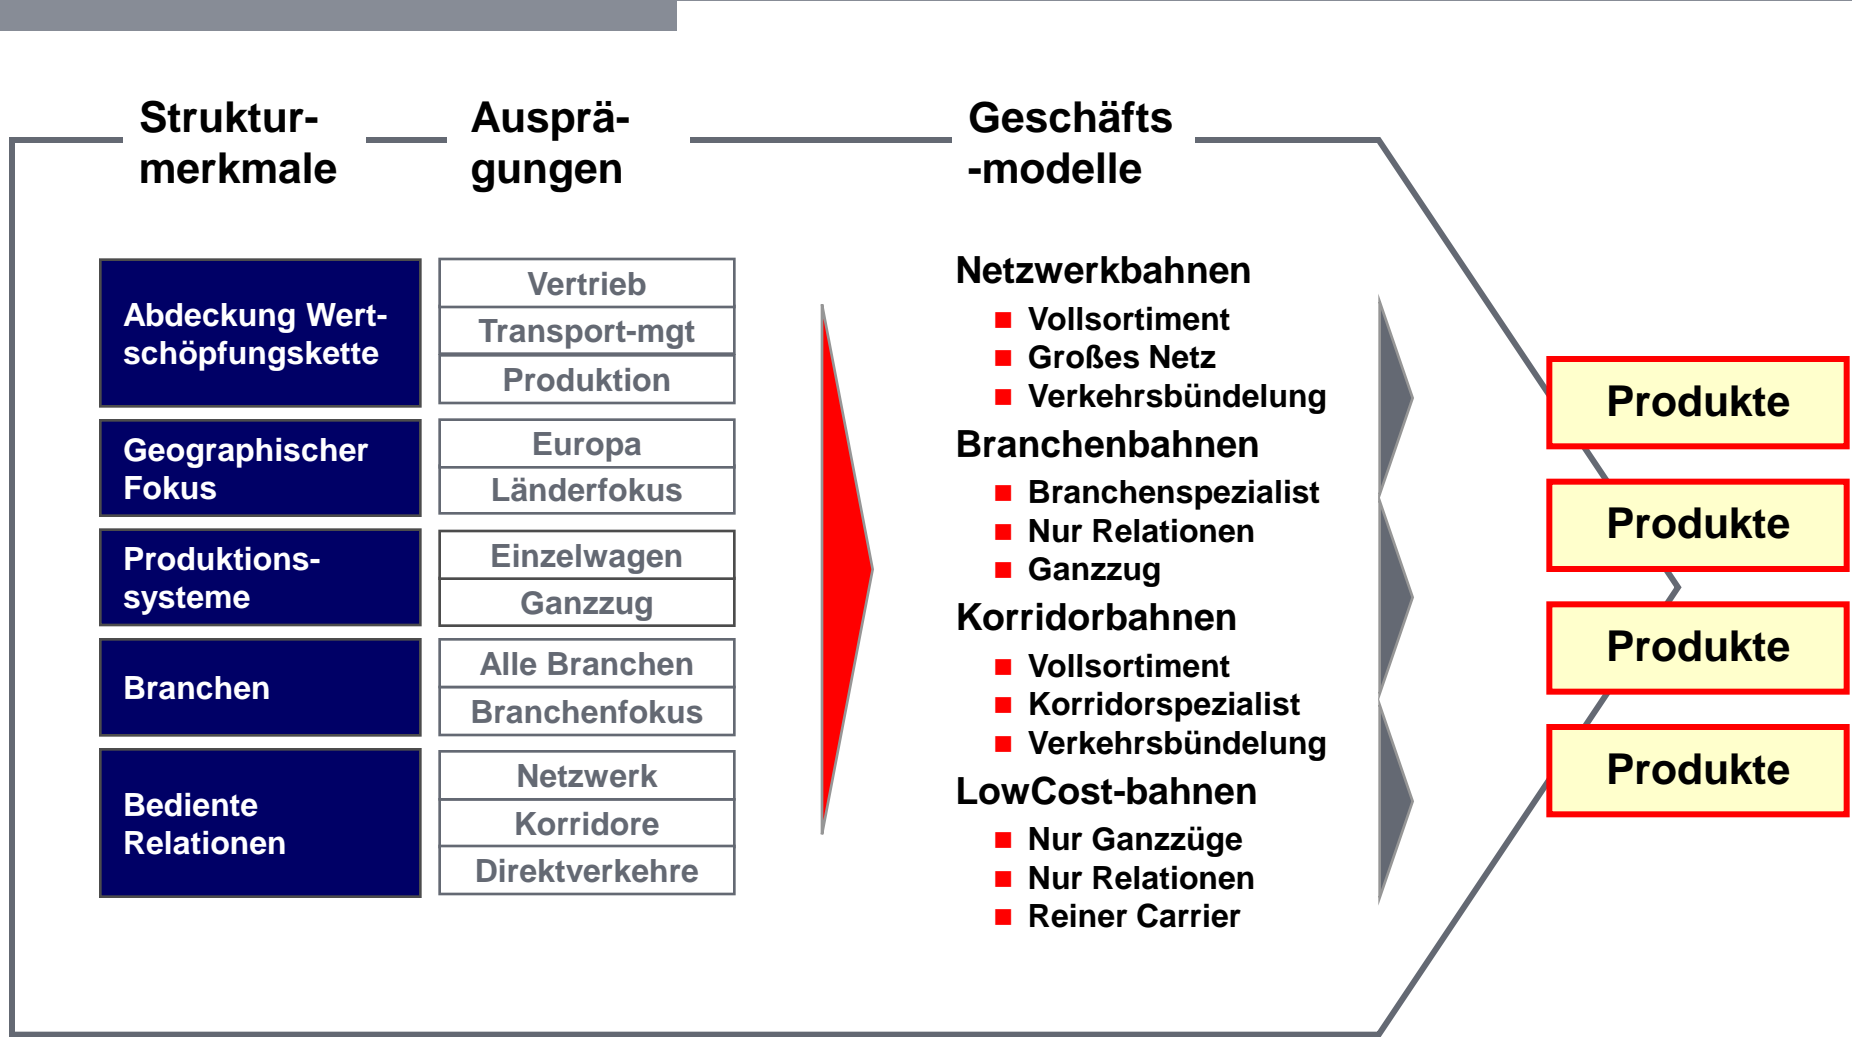 Struktur-
merkmale
Ausprä-
gungen
Geschäfts
-modelle
Abdeckung Wert-
schöpfungskette
Vertrieb
Transport-mgt
Produktion
Geographischer
Fokus
Europa
Länderfokus
Produktions-
systeme
Einzelwagen
Ganzzug
Branchen
Alle Branchen
Branchenfokus
Bediente
Relationen
Netzwerk
Korridore
Direktverkehre
Netzwerkbahnen
Vollsortiment
Großes Netz
Verkehrsbündelung
Branchenbahnen
Branchenspezialist
Nur Relationen
Ganzzug
Korridorbahnen
Vollsortiment
Korridorspezialist
Verkehrsbündelung
LowCost-bahnen
Nur Ganzzüge
Nur Relationen
Reiner Carrier
Produkte
Produkte
Produkte
Produkte